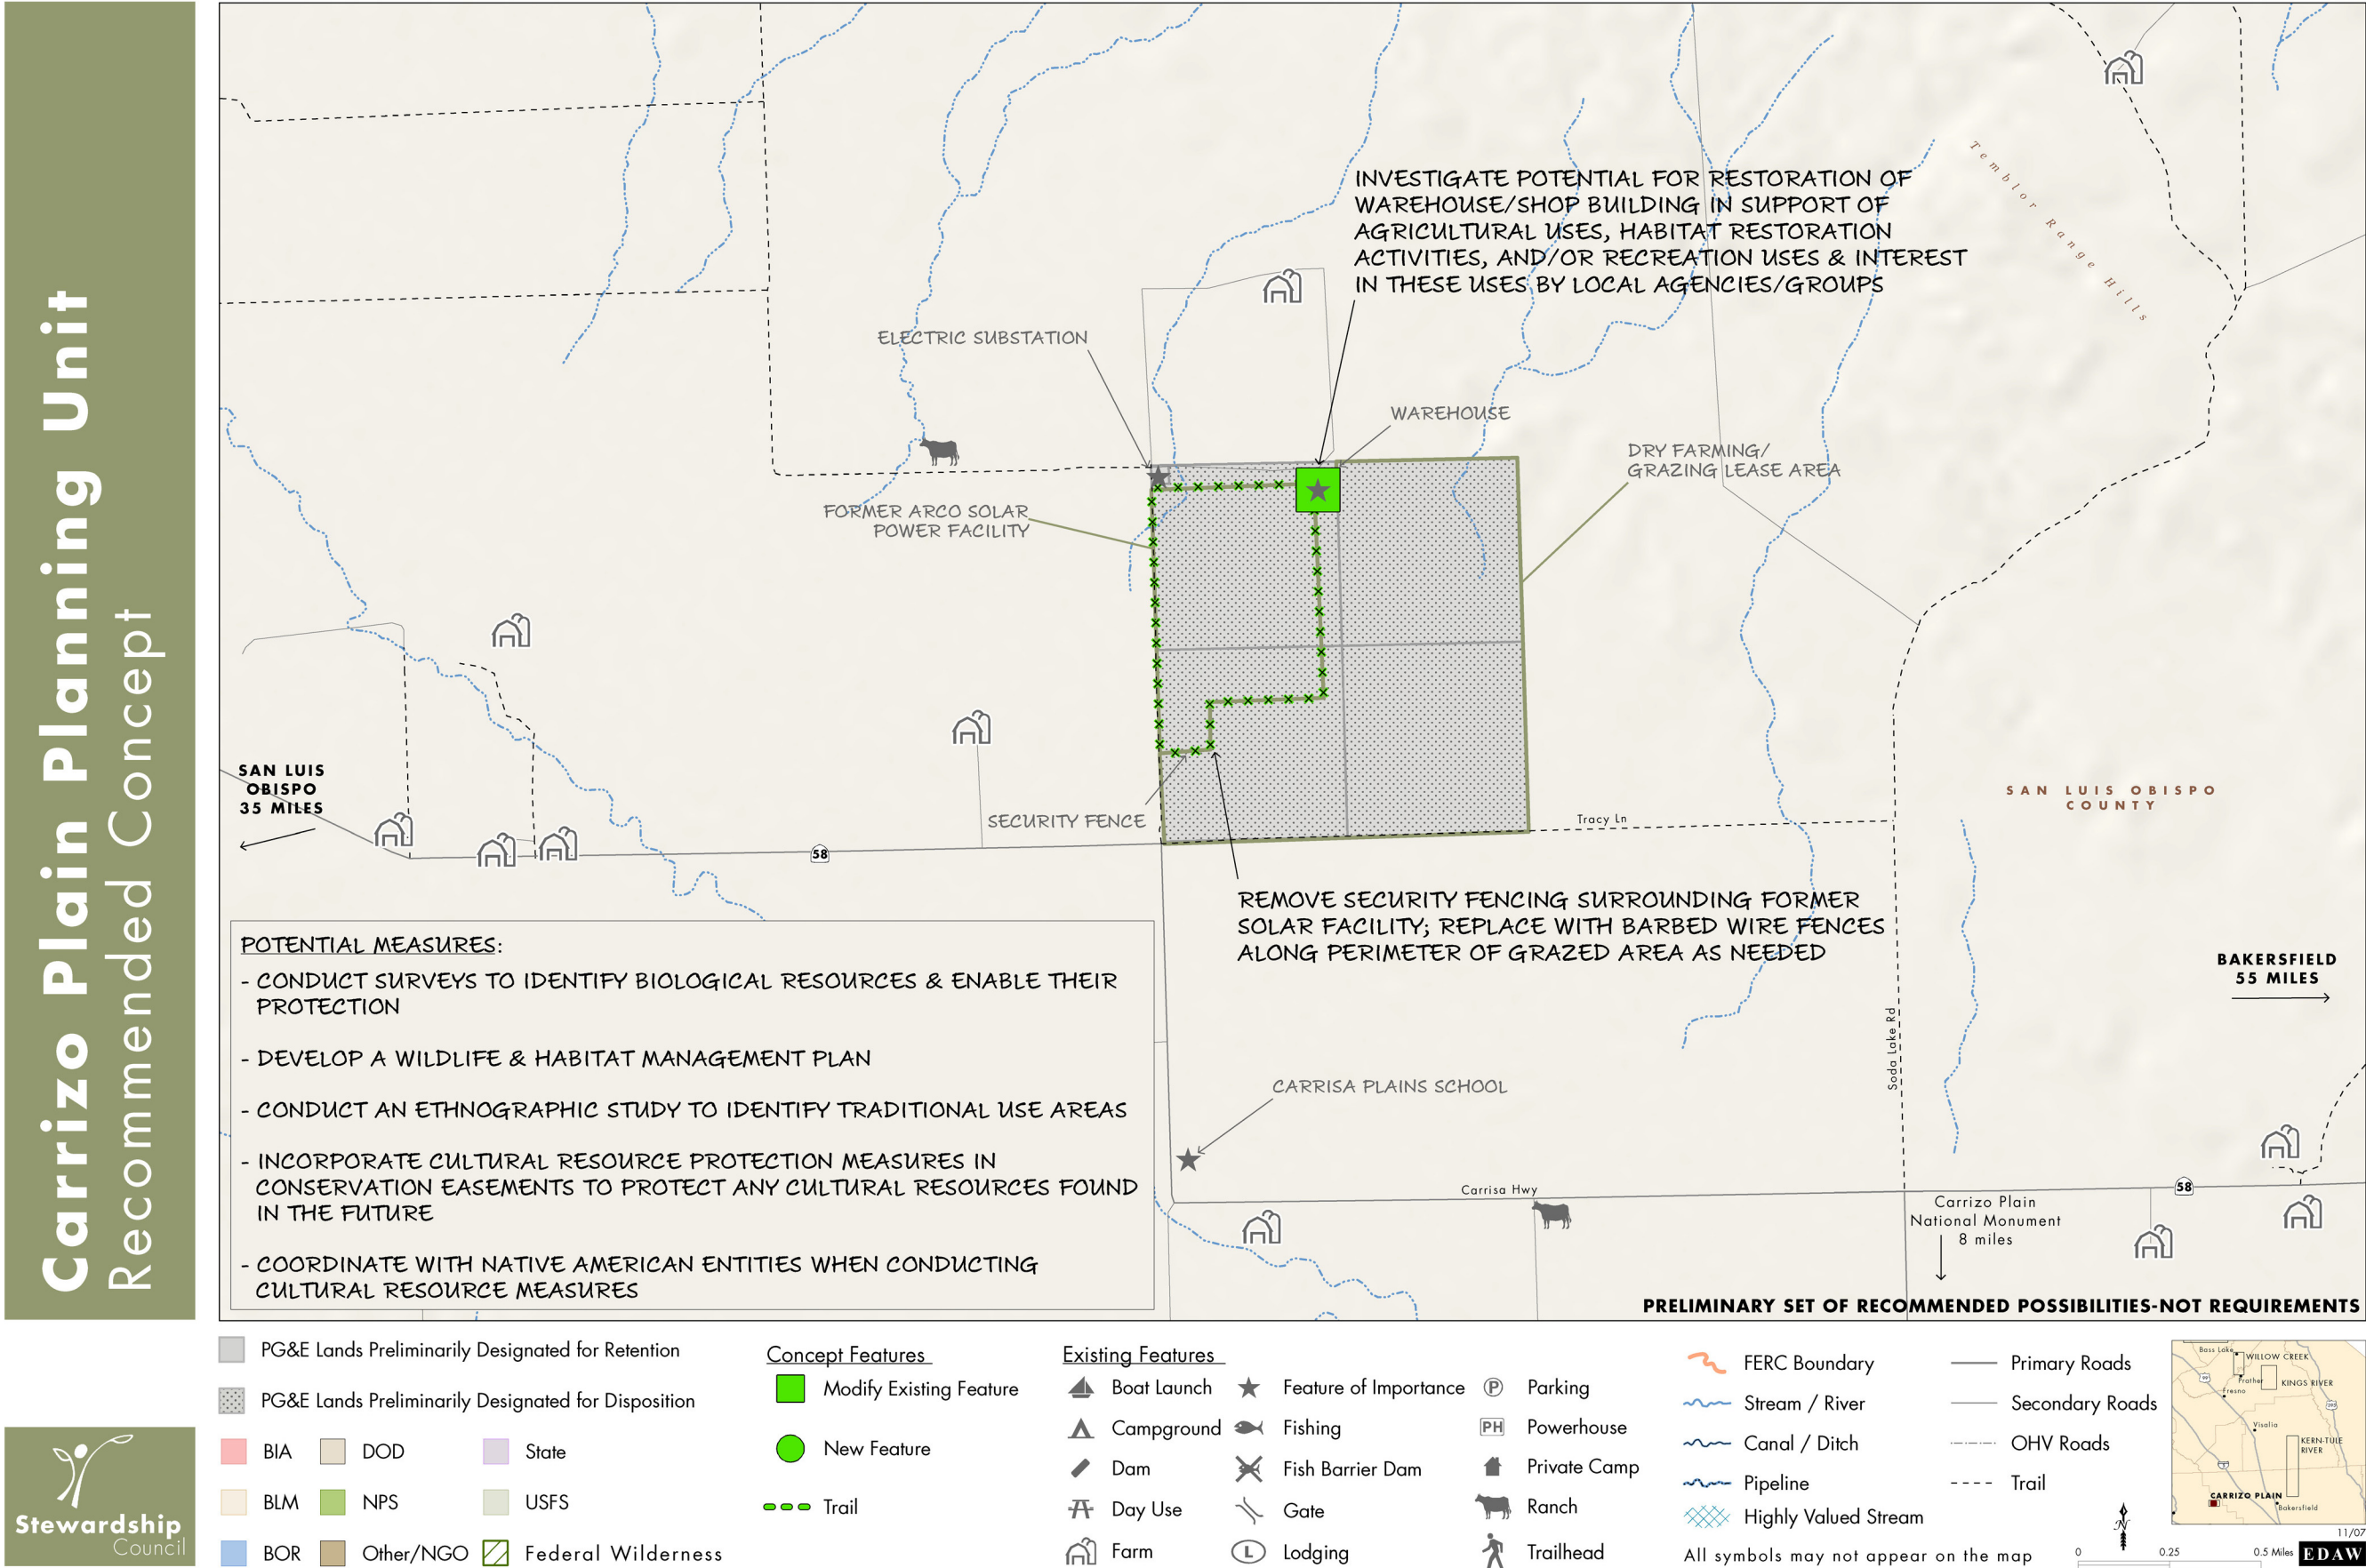 Carrizo Plain Planning Unit
Recommended Concept
INVESTIGATE POTENTIAL FOR RESTORATION OF
WAREHOUSE/SHOP BUILDING IN SUPPORT OF
AGRICULTURAL USES, HABITAT RESTORATION
ACTIVITIES, AND/OR RECREATION USES & INTEREST
IN THESE USES BY LOCAL AGENCIES/GROUPS
Temblor Range Hills
ELECTRIC SUBSTATION
WAREHOUSE
DRY FARMING/
GRAZING LEASE AREA
FORMER ARCO SOLAR
POWER FACILITY
SAN LUIS
OBISPO
35 MILES
SECURITY FENCE
Tracy Ln
58
SAN LUIS OBISPO
COUNTY
REMOVE SECURITY FENCING SURROUNDING FORMER
SOLAR FACILITY; REPLACE WITH BARBED WIRE FENCES
ALONG PERIMETER OF GRAZED AREA AS NEEDED
BAKERSFIELD
55 MILES
POTENTIAL MEASURES:
- CONDUCT SURVEYS TO IDENTIFY BIOLOGICAL RESOURCES & ENABLE THEIR
PROTECTION
- DEVELOP A WILDLIFE & HABITAT MANAGEMENT PLAN
- CONDUCT AN ETHNOGRAPHIC STUDY TO IDENTIFY TRADITIONAL USE AREAS
- INCORPORATE CULTURAL RESOURCE PROTECTION MEASURES IN
CONSERVATION EASEMENTS TO PROTECT ANY CULTURAL RESOURCES FOUND
IN THE FUTURE
- COORDINATE WITH NATIVE AMERICAN ENTITIES WHEN CONDUCTING
CULTURAL RESOURCE MEASURES
Soda Lake Rd
CARRISA PLAINS SCHOOL
Carrisa Hwy
58
Carrizo Plain
National Monument
8 miles
PRELIMINARY SET OF RECOMMENDED POSSIBILITIES-NOT REQUIREMENTS
PG&E Lands Preliminarily Designated for Retention
PG&E Lands Preliminarily Designated for Disposition
BIA
DOD
State
BLM
NPS
USFS
BOR
Other/NGO
Federal Wilderness
Concept Features
Modify Existing Feature
New Feature
Trail
Existing Features
Boat Launch
Feature of Importance
P Parking
Campground
Fishing
PH Powerhouse
Dam
Fish Barrier Dam
Private Camp
Day Use
Gate
Ranch
Farm
L Lodging
Trailhead
FERC Boundary
Primary Roads
Stream / River
Secondary Roads
Canal / Ditch
OHV Roads
Pipeline
Trail
Highly Valued Stream
All symbols may not appear on the map
N
0 0.25 0.5 Miles
Bass Lake
WILLOW CREEK
Prather
KINGS RIVER
99
Fresno
395
Visalia
KERN-TULE
RIVER
5
CARRIZO PLAIN
Bakersfield
11/07
EDAW
Stewardship
Council